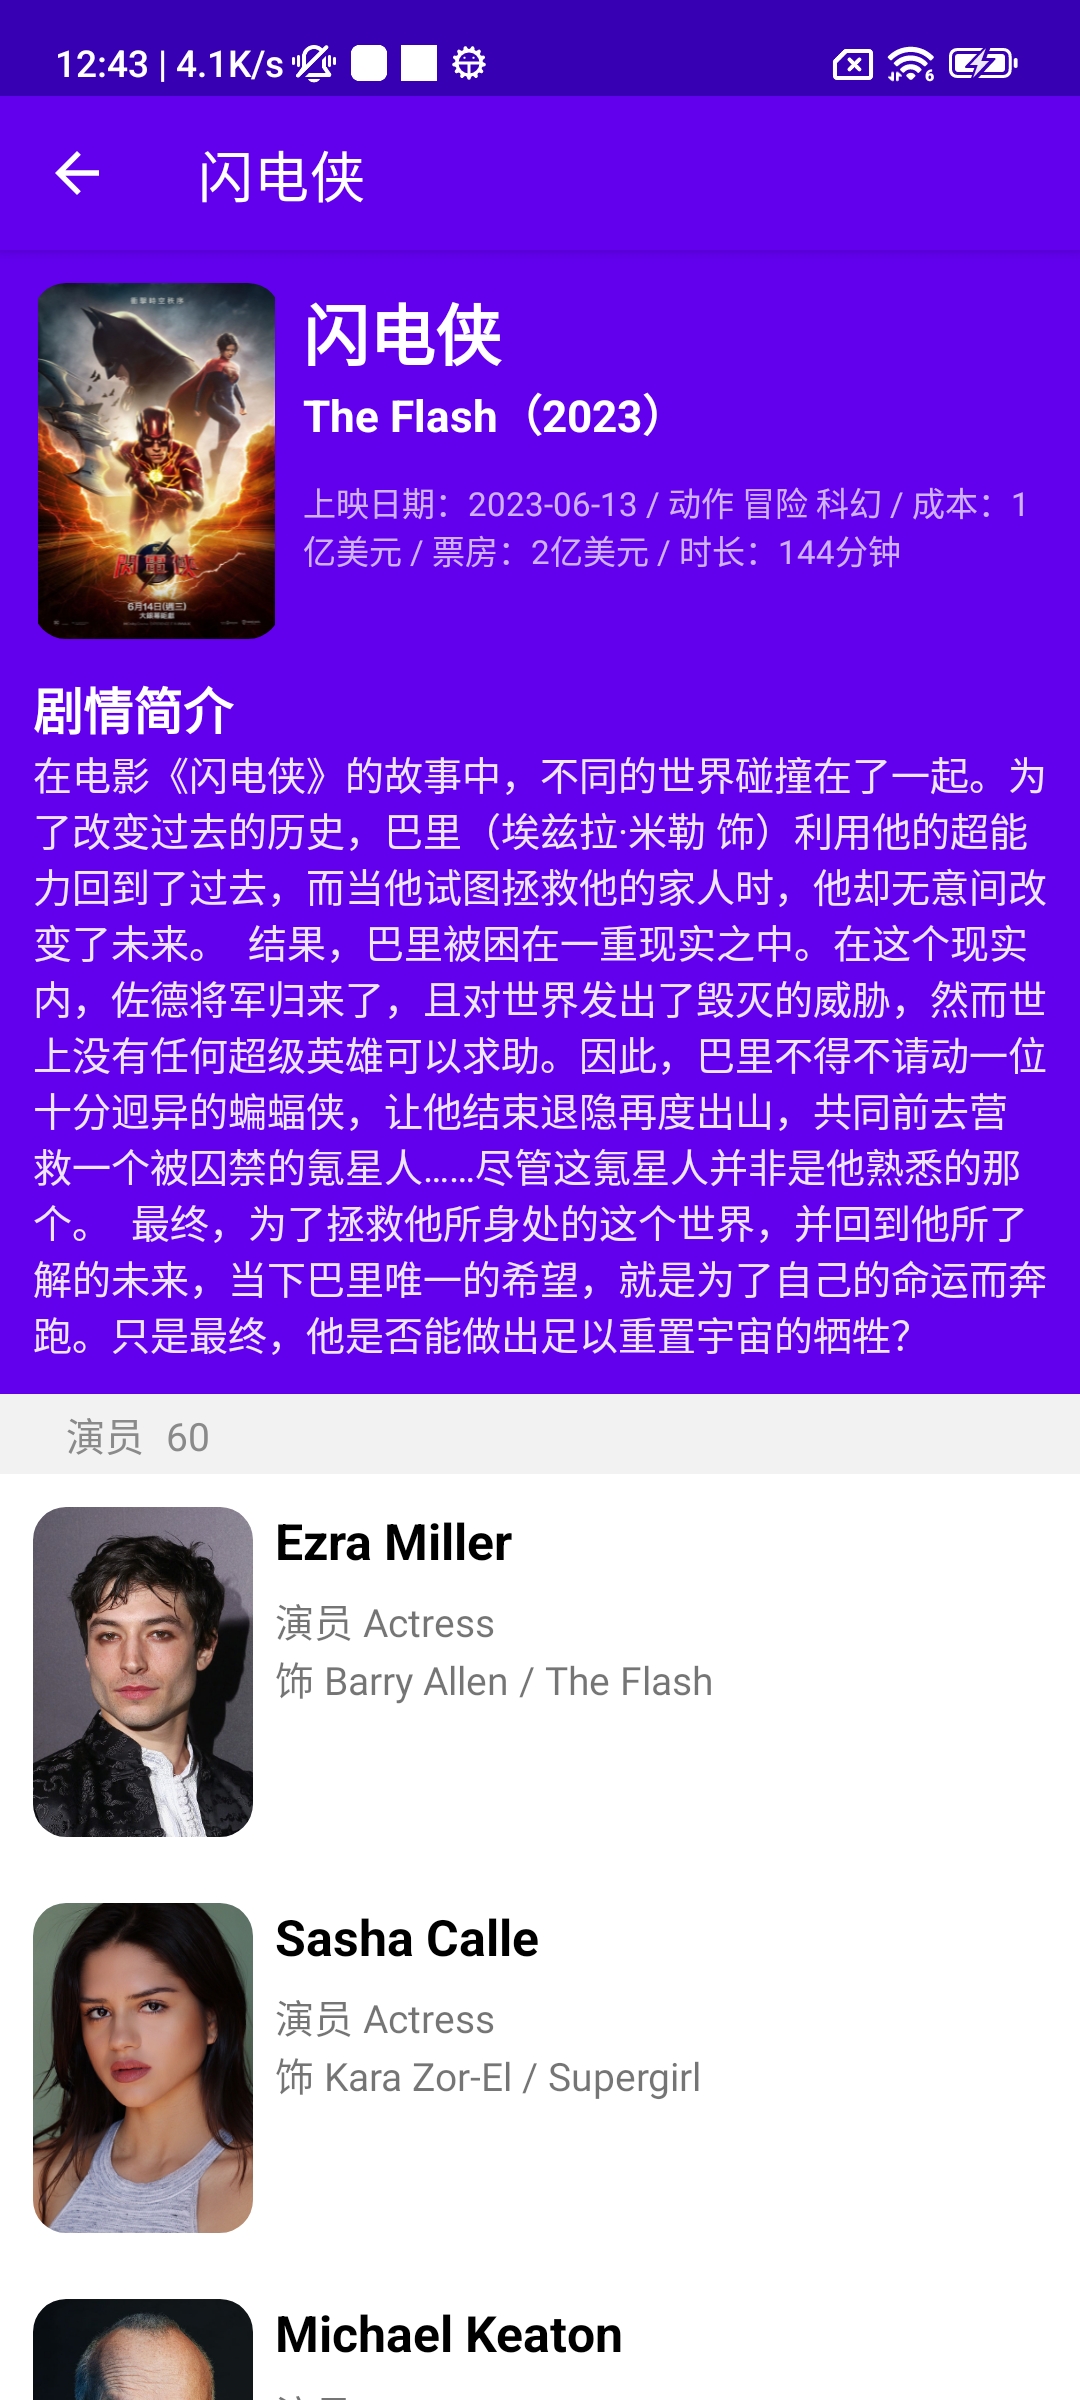 12:43 | 4.1K/s
6
闪电侠
衝擊時空秩序
閃電俠
6月14日(週三)
大銀幕鉅獻
闪电侠
The Flash（2023）
上映日期：2023-06-13 / 动作 冒险 科幻 / 成本：1
亿美元 / 票房：2亿美元 / 时长：144分钟
剧情简介
在电影《闪电侠》的故事中，不同的世界碰撞在了一起。为
了改变过去的历史，巴里（埃兹拉·米勒 饰）利用他的超能
力回到了过去，而当他试图拯救他的家人时，他却无意间改
变了未来。 结果，巴里被困在一重现实之中。在这个现实
内，佐德将军归来了，且对世界发出了毁灭的威胁，然而世
上没有任何超级英雄可以求助。因此，巴里不得不请动一位
十分迥异的蝙蝠侠，让他结束退隐再度出山，共同前去营
救一个被囚禁的氪星人……尽管这氪星人并非是他熟悉的那
个。 最终，为了拯救他所身处的这个世界，并回到他所了
解的未来，当下巴里唯一的希望，就是为了自己的命运而奔
跑。只是最终，他是否能做出足以重置宇宙的牺牲？
演员 60
Ezra Miller
演员 Actress
饰 Barry Allen / The Flash
Sasha Calle
演员 Actress
饰 Kara Zor-El / Supergirl
Michael Keaton